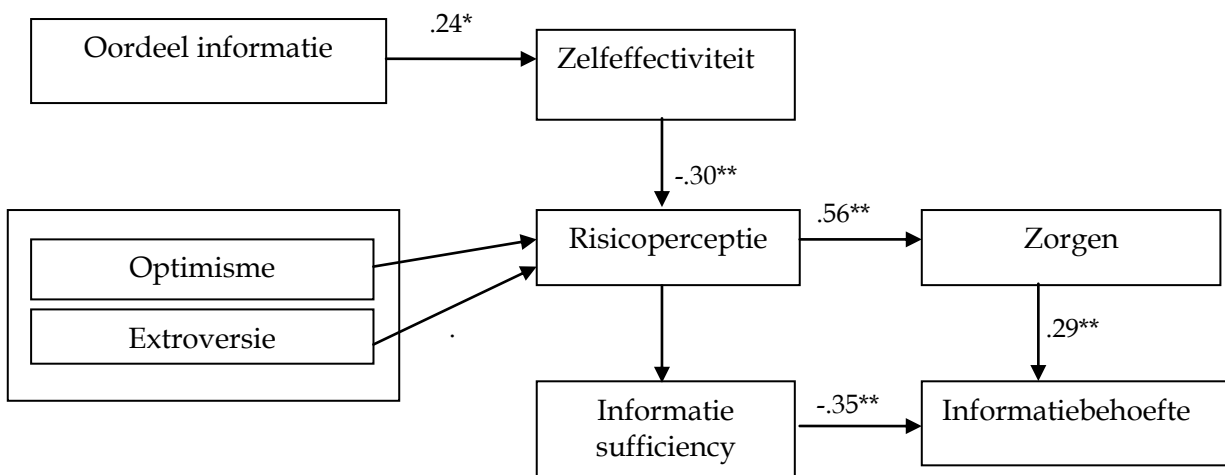 .24*
Oordeel informatie
Zelfeffectiviteit
-.30**
Risicoperceptie
.56**
Zorgen
Optimisme
Extroversie
.
.29**
Informatie
sufficiency
-.35**
Informatiebehoefte